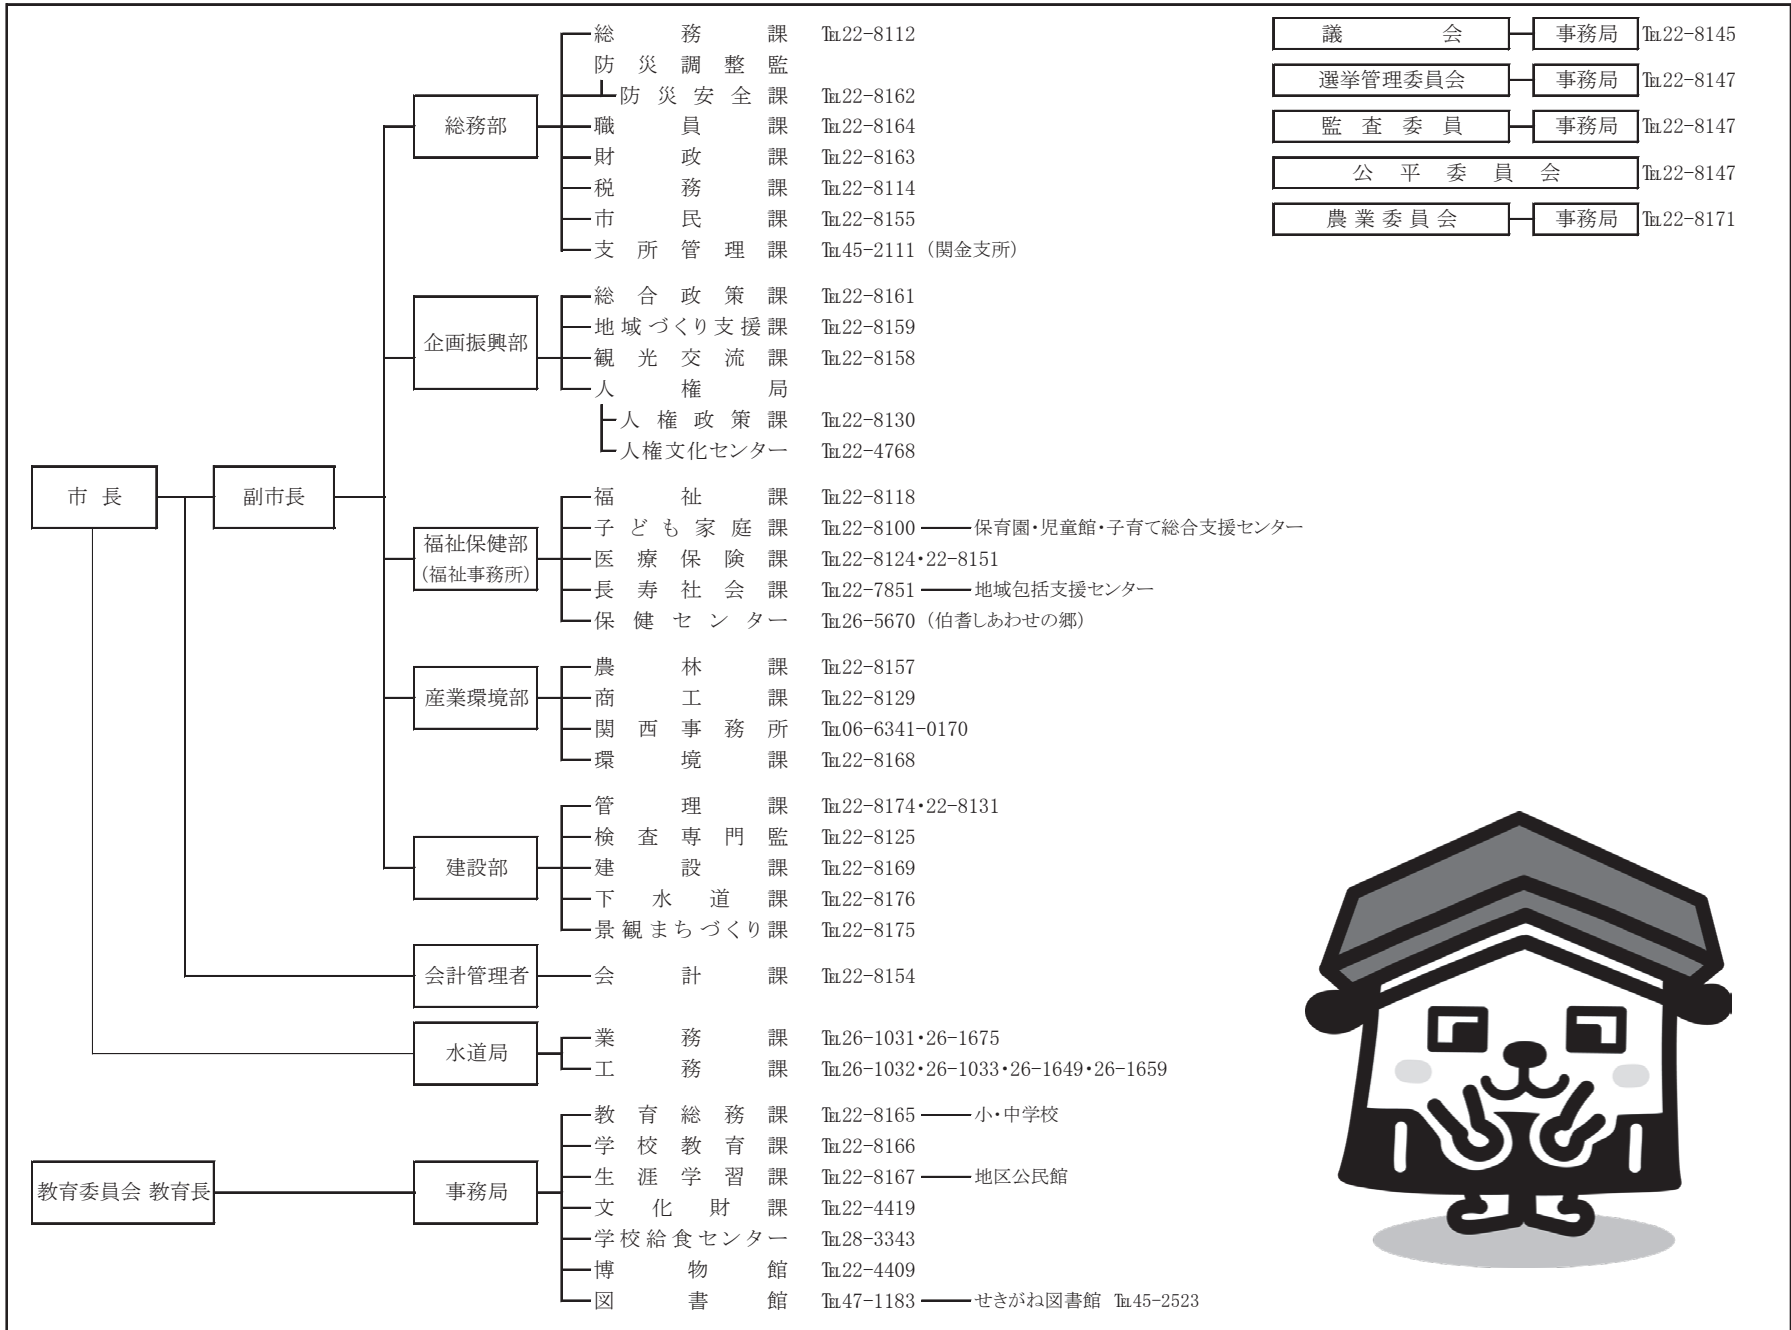 総務課 ℡22-8112
防災調整監
防災安全課 ℡22-8162
総務部
職員課 ℡22-8164
財政課 ℡22-8163
税務課 ℡22-8114
市民課 ℡22-8155
支所管理課 ℡45-2111（関金支所）
総合政策課 ℡22-8161
地域づくり支援課 ℡22-8159
企画振興部
観光交流課 ℡22-8158
人権局
人権政策課 ℡22-8130
人権文化センター ℡22-4768
市長
副市長
福祉課 ℡22-8118
子ども家庭課 ℡22-8100 保育園・児童館・子育て総合支援センター
福祉保健部
（福祉事務所）
医療保険課 ℡22-8124・22-8151
長寿社会課 ℡22-7851 地域包括支援センター
保健センター ℡26-5670（伯耆しあわせの郷）
農林課 ℡22-8157
産業環境部
商工課 ℡22-8129
関西事務所 ℡06-6341-0170
環境課 ℡22-8168
管理課 ℡22-8174・22-8131
検査専門監 ℡22-8125
建設部
建設課 ℡22-8169
下水道課 ℡22-8176
景観まちづくり課 ℡22-8175
会計管理者
会計課 ℡22-8154
水道局
業務課 ℡26-1031・26-1675
工務課 ℡26-1032・26-1033・26-1649・26-1659
教育委員会 教育長
事務局
教育総務課 ℡22-8165 小・中学校
学校教育課 ℡22-8166
生涯学習課 ℡22-8167 地区公民館
文化財課 ℡22-4419
学校給食センター ℡28-3343
博物館 ℡22-4409
図書館 ℡47-1183 せきがね図書館 ℡45-2523
議会 事務局 ℡22-8145
選挙管理委員会 事務局 ℡22-8147
監査委員 事務局 ℡22-8147
公平委員会 ℡22-8147
農業委員会 事務局 ℡22-8171